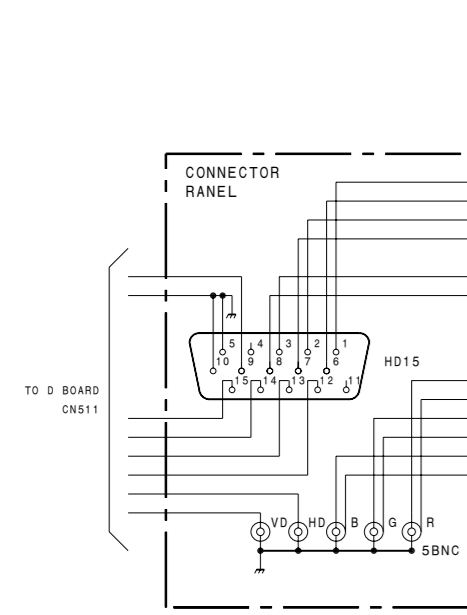 CONNECTOR
RANEL
5 4 3 2 1
10 9 8 7 6
15 14 13 12 11
HD15
TO D BOARD
CN511
VD HD B G R
5BNC